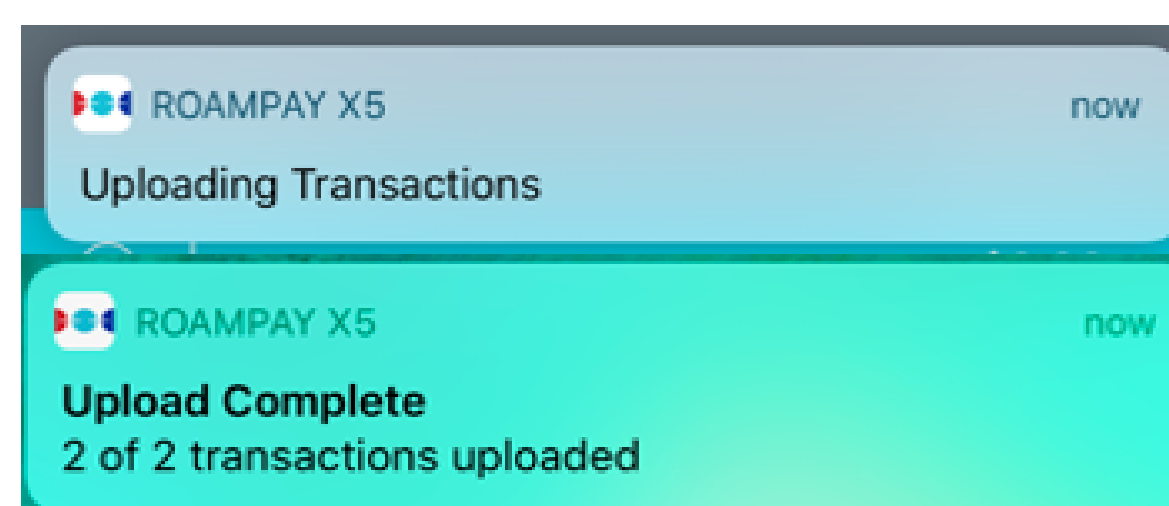 ROAMPAY X5 now
Uploading Transactions
ROAMPAY X5 now
Upload Complete
2 of 2 transactions uploaded